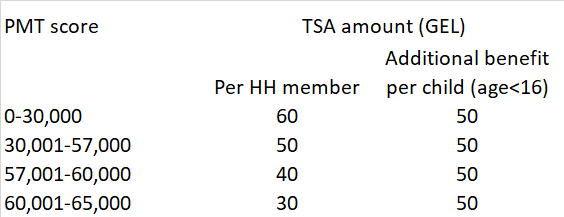 PMT score TSA amount (GEL)
Additional benefit
Per HH member per child (age<16)
0-30,000 60 50
30,001-57,000 50 50
57,001-60,000 40 50
60,001-65,000 30 50